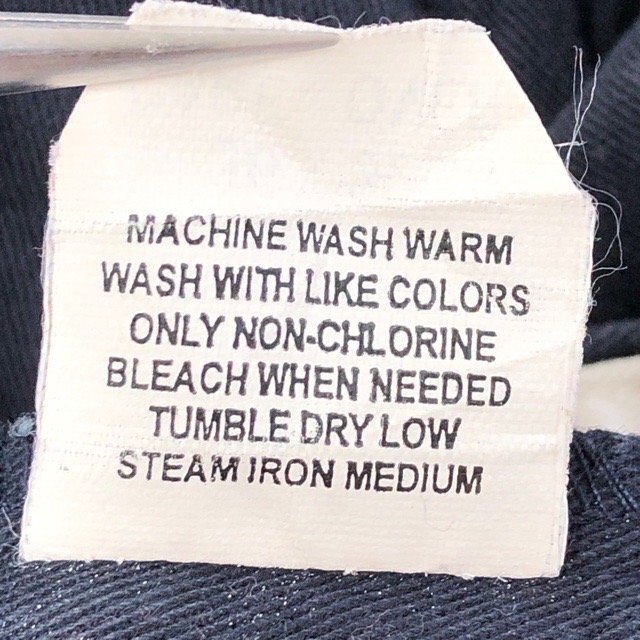 MACHINE WASH WARM
WASH WITH LIKE COLORS
ONLY NON-CHLORINE
BLEACH WHEN NEEDED
TUMBLE DRY LOW
STEAM IRON MEDIUM